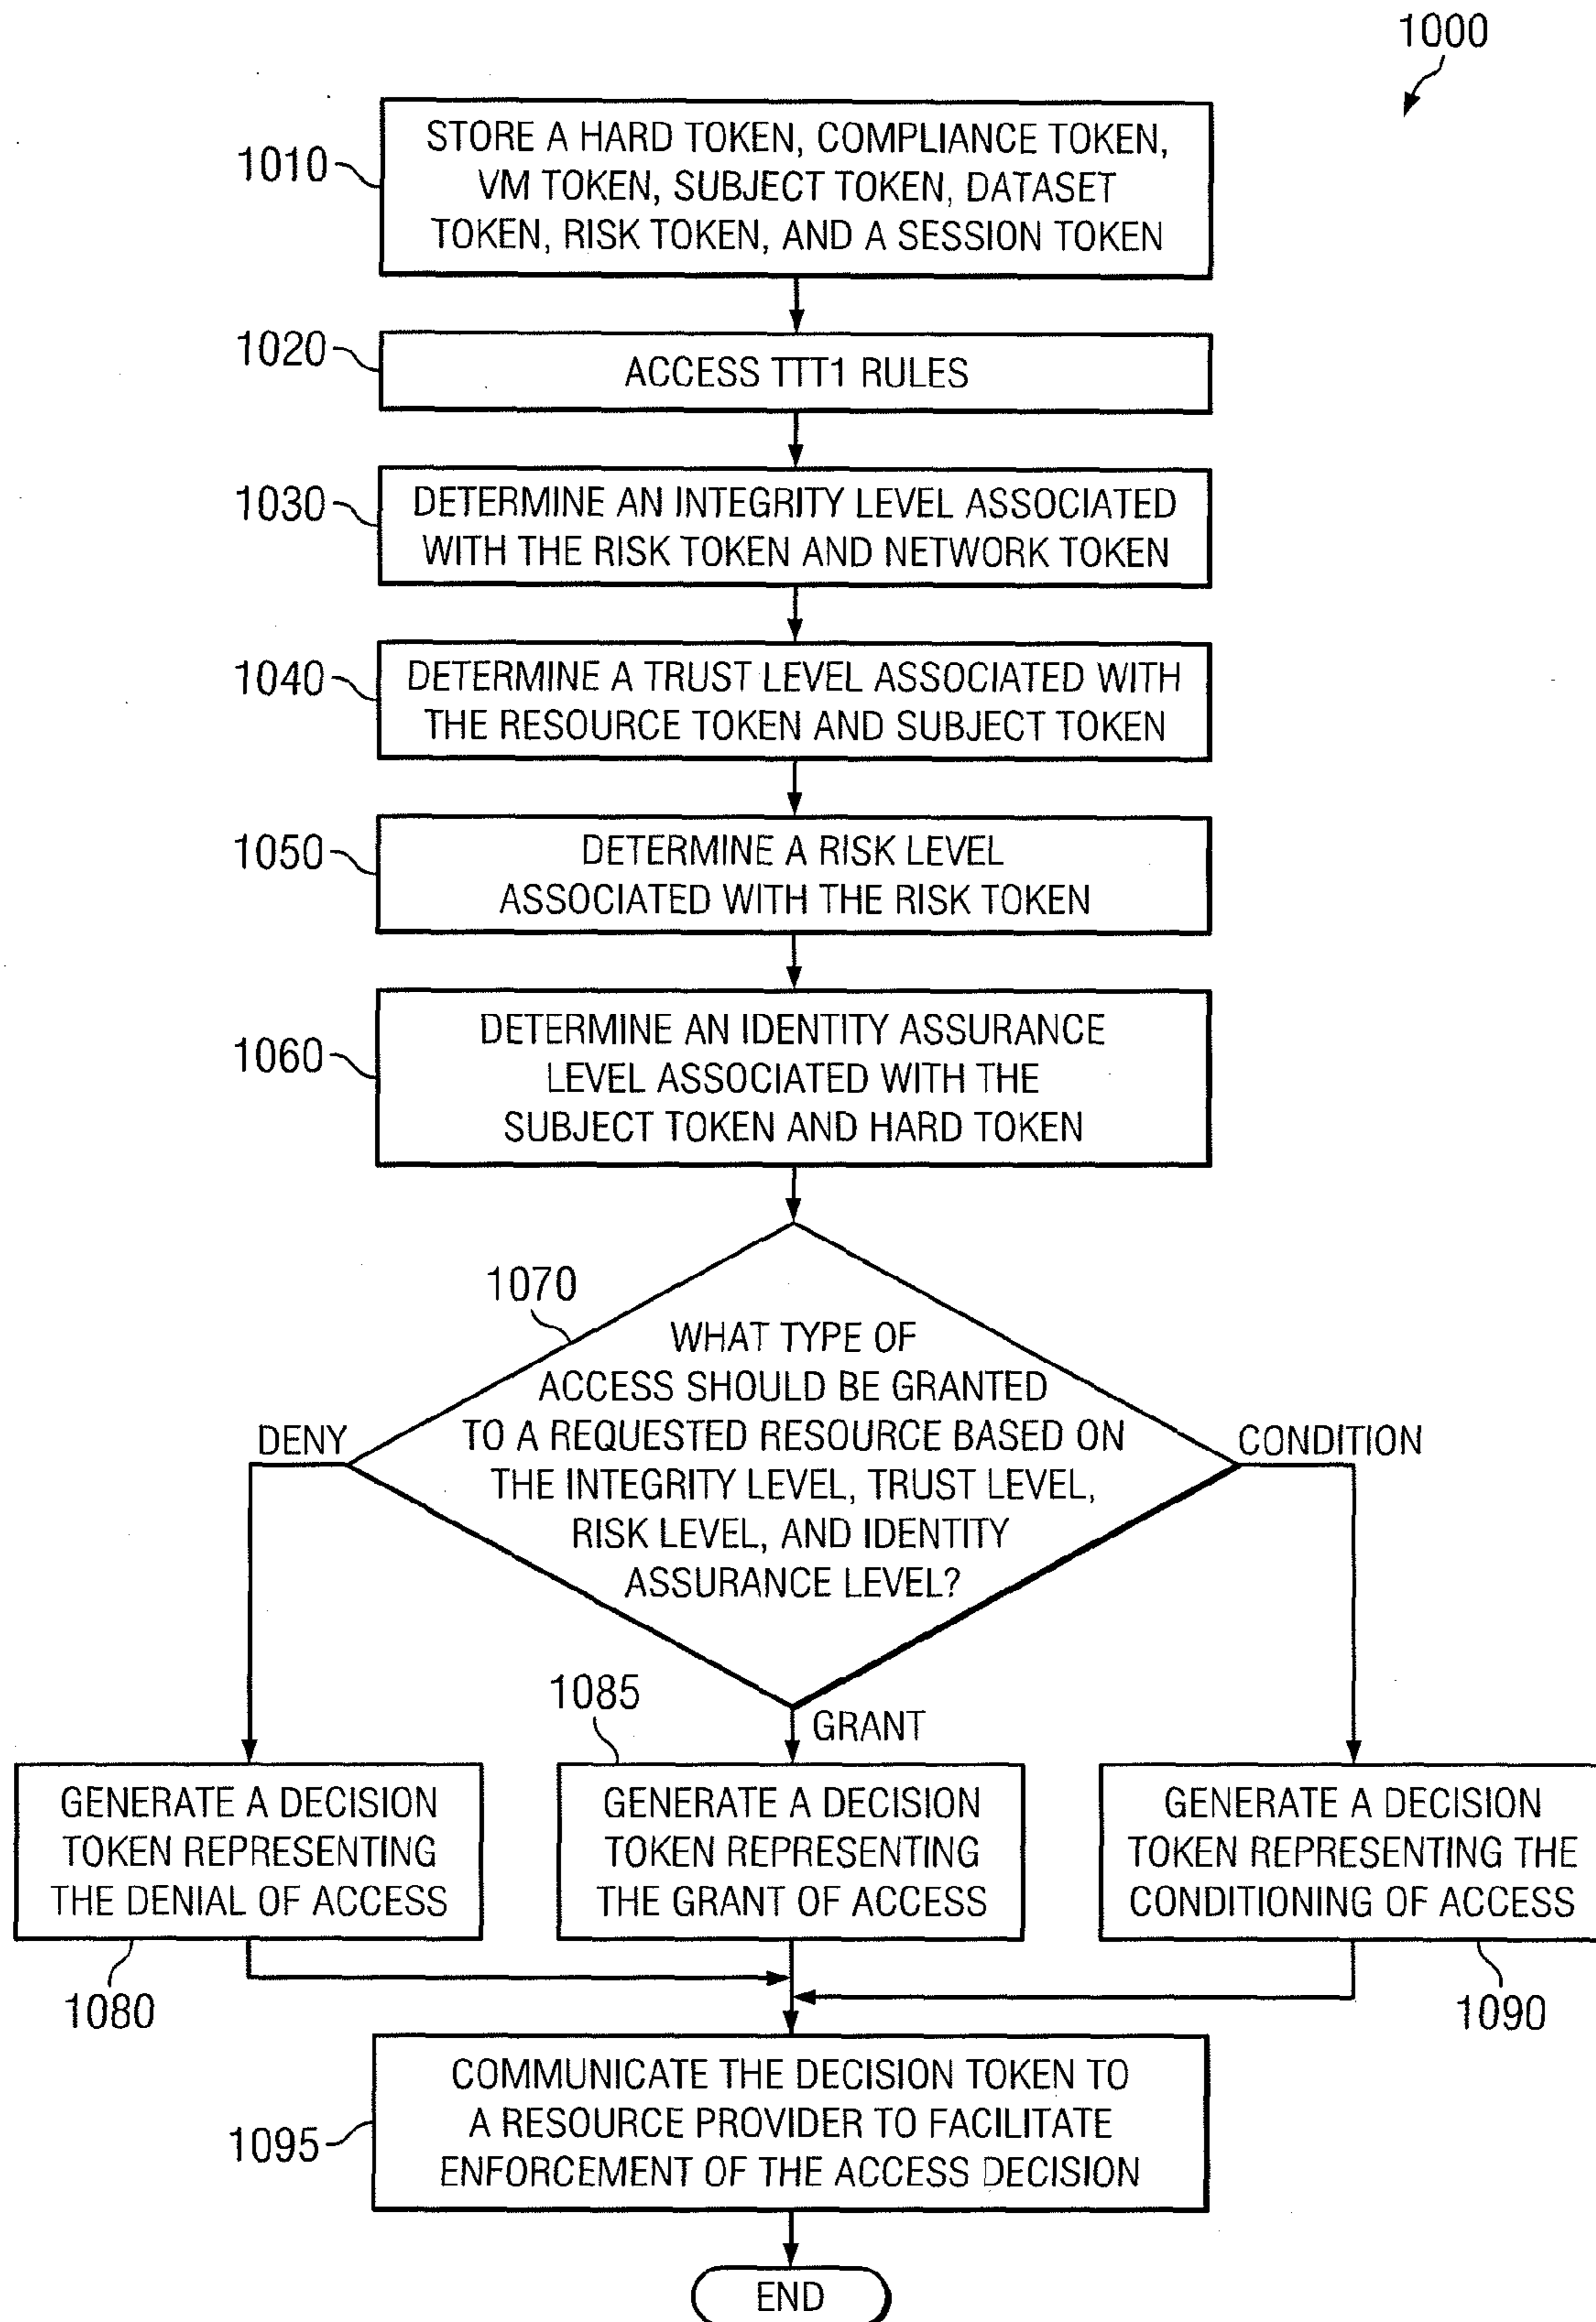 1000
1010
STORE A HARD TOKEN, COMPLIANCE TOKEN,
VM TOKEN, SUBJECT TOKEN, DATASET
TOKEN, RISK TOKEN, AND A SESSION TOKEN
1020
ACCESS TTT1 RULES
1030
DETERMINE AN INTEGRITY LEVEL ASSOCIATED
WITH THE RISK TOKEN AND NETWORK TOKEN
1040
DETERMINE A TRUST LEVEL ASSOCIATED WITH
THE RESOURCE TOKEN AND SUBJECT TOKEN
1050
DETERMINE A RISK LEVEL
ASSOCIATED WITH THE RISK TOKEN
1060
DETERMINE AN IDENTITY ASSURANCE
LEVEL ASSOCIATED WITH THE
SUBJECT TOKEN AND HARD TOKEN
1070
WHAT TYPE OF
ACCESS SHOULD BE GRANTED
TO A REQUESTED RESOURCE BASED ON
THE INTEGRITY LEVEL, TRUST LEVEL,
RISK LEVEL, AND IDENTITY
ASSURANCE LEVEL?
DENY
CONDITION
GRANT
1085
GENERATE A DECISION
TOKEN REPRESENTING
THE DENIAL OF ACCESS
1080
GENERATE A DECISION
TOKEN REPRESENTING
THE GRANT OF ACCESS
GENERATE A DECISION
TOKEN REPRESENTING THE
CONDITIONING OF ACCESS
1090
1095
COMMUNICATE THE DECISION TOKEN TO
A RESOURCE PROVIDER TO FACILITATE
ENFORCEMENT OF THE ACCESS DECISION
END